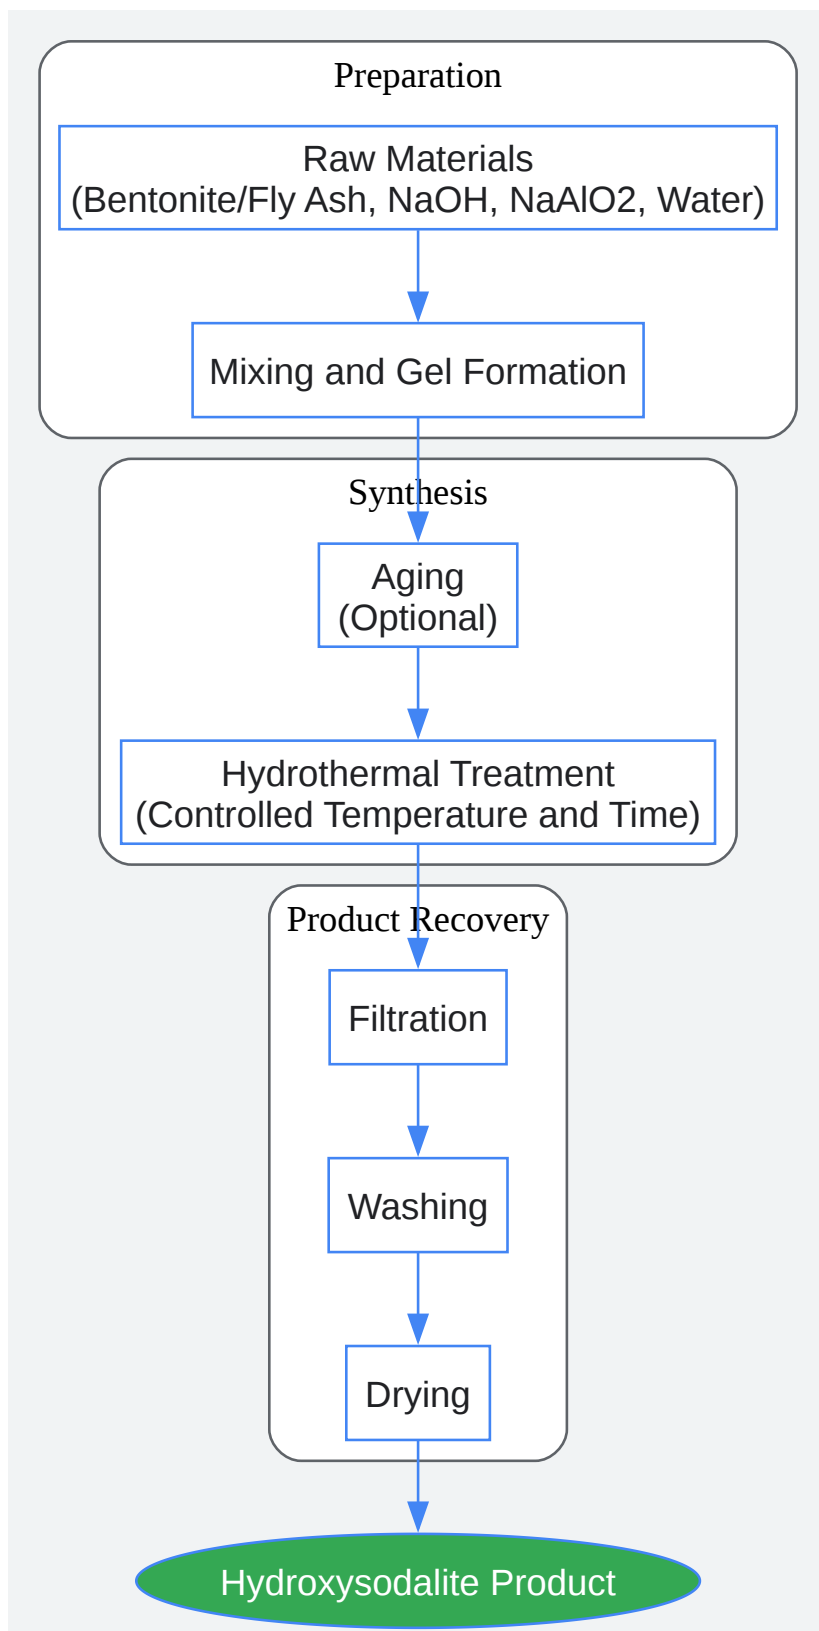 Preparation
Raw Materials
(Bentonite/Fly Ash, NaOH, NaAlO2, Water)
Mixing and Gel Formation
Synthesis
Aging
(Optional)
Hydrothermal Treatment
(Controlled Temperature and Time)
Product Recovery
Filtration
Washing
Drying
Hydroxysodalite Product